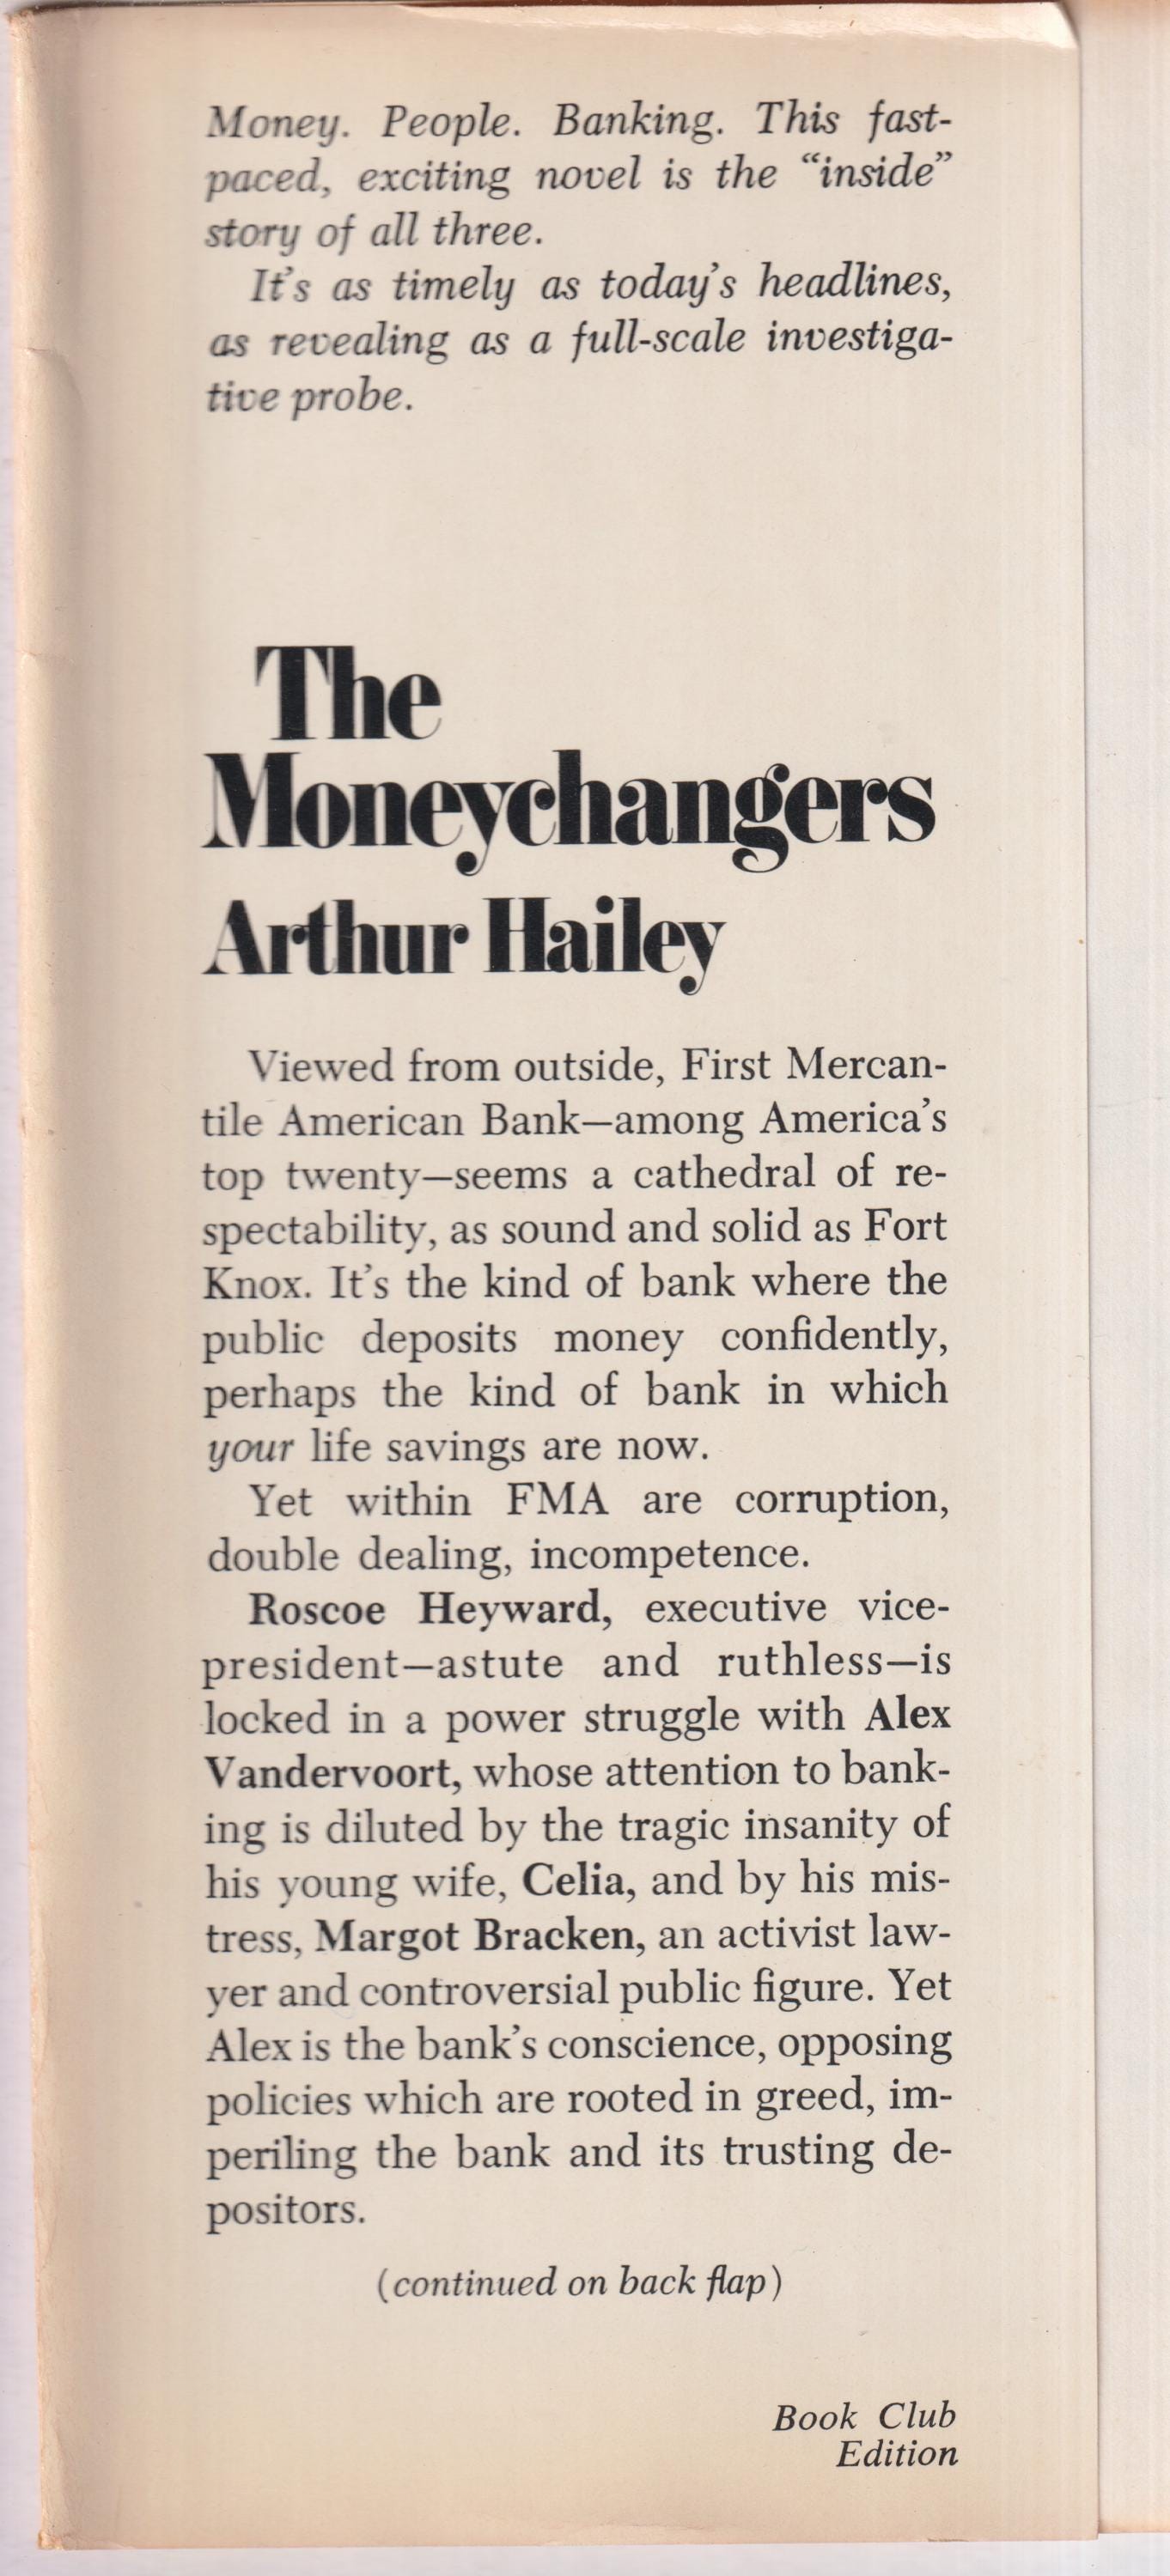 Money. People. Banking. This fast-
paced, exciting novel is the “inside”
story of all three.
It’s as timely as today’s headlines,
as revealing as a full-scale investiga-
tive probe.
The
Moneychangers
Arthur Hailey
Viewed from outside, First Mercan-
tile American Bank—among America’s
top twenty—seems a cathedral of re-
spectability, as sound and solid as Fort
Knox. It’s the kind of bank where the
public deposits money confidently,
perhaps the kind of bank in which
your life savings are now.
Yet within FMA are corruption,
double dealing, incompetence.
Roscoe Heyward, executive vice-
president—astute and ruthless—is
locked in a power struggle with Alex
Vandervoort, whose attention to bank-
ing is diluted by the tragic insanity of
his young wife, Celia, and by his mis-
tress, Margot Bracken, an activist law-
yer and controversial public figure. Yet
Alex is the bank’s conscience, opposing
policies which are rooted in greed, im-
periling the bank and its trusting de-
positors.
(continued on back flap)
Book Club
Edition